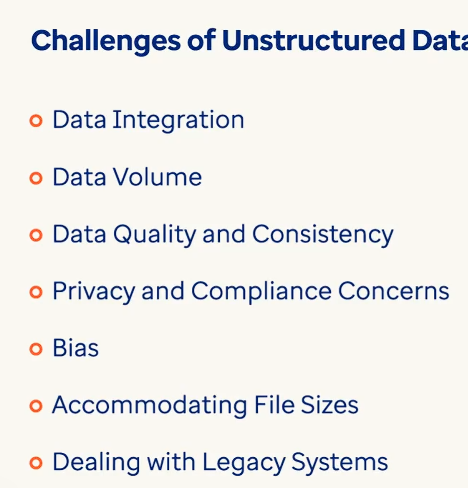 Challenges of Unstructured Data
Data Integration
Data Volume
Data Quality and Consistency
Privacy and Compliance Concerns
Bias
Accommodating File Sizes
Dealing with Legacy Systems